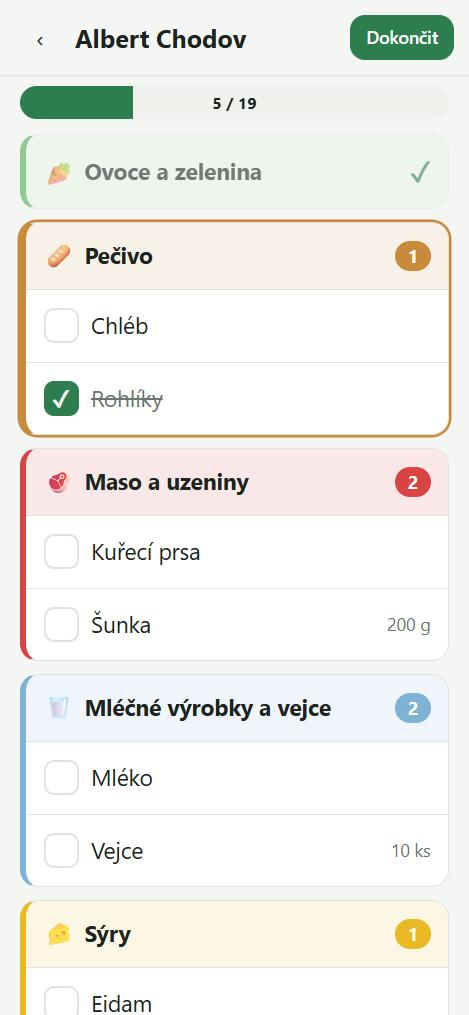 ‹ Albert Chodov Dokončit
5 / 19
Ovoce a zelenina ✓
Pečivo 1
Chléb
✓ Rohlíky
Maso a uzeniny 2
Kuřecí prsa
Šunka 200 g
Mléčné výrobky a vejce 2
Mléko
Vejce 10 ks
Sýry 1
Eidam